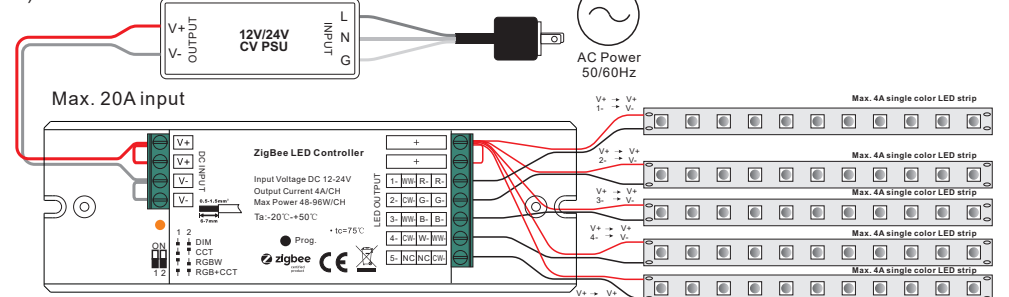 V+
V-
OUTPUT
12V/24V
CV PSU
INPUT
L
N
G
AC Power
50/60Hz
Max. 20A input
V+
V+
V-
V-
DC INPUT
0.5-1.5mm²
6-7mm
ZigBee LED Controller
Input Voltage DC 12-24V
Output Current 4A/CH
Max Power 48-96W/CH
Ta:-20℃-+50℃
• tc=75℃
Prog.
zigbee
certified product
CE
ON
1 2
1 2
DIM
CCT
RGBW
RGB+CCT
LED OUTPUT
+
+
1- WW- R- R-
2- CW- G- G-
3- WW- B- B-
4- CW- W- WW-
5- NC NC CW-
V+ → V+
1- → V-
Max. 4A single color LED strip
V+ → V+
2- → V-
Max. 4A single color LED strip
V+ → V+
3- → V-
Max. 4A single color LED strip
V+ → V+
4- → V-
Max. 4A single color LED strip
V+ → V+
Max. 4A single color LED strip